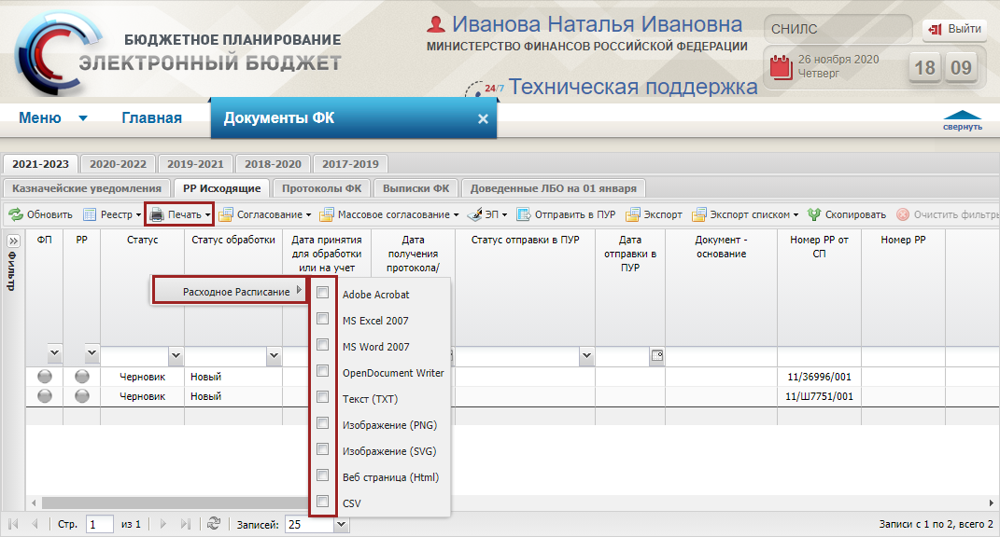 БЮДЖЕТНОЕ ПЛАНИРОВАНИЕ
ЭЛЕКТРОННЫЙ БЮДЖЕТ
Иванова Наталья Ивановна
МИНИСТЕРСТВО ФИНАНСОВ РОССИЙСКОЙ ФЕДЕРАЦИИ
24/7 Техническая поддержка
СНИЛС
Выйти
26 ноября 2020
Четверг
18 09
Меню Главная Документы ФК
свернуть
2021-2023 2020-2022 2019-2021 2018-2020 2017-2019
Казначейские уведомления РР Исходящие Протоколы ФК Выписки ФК Доведенные ЛБО на 01 января
Обновить Реестр Печать Согласование Массовое согласование ЭП Отправить в ПУР Экспорт Экспорт списком Скопировать Очистить фильтры
Фильтр
ФП РР Статус Статус обработки Дата принятия для обработки или на учет Дата получения протокола/ Статус отправки в ПУР Дата отправки в ПУР Документ - основание Номер РР от СП Номер РР
Расходное Расписание
Adobe Acrobat
MS Excel 2007
MS Word 2007
OpenDocument Writer
Текст (TXT)
Изображение (PNG)
Изображение (SVG)
Веб страница (Html)
CSV
Черновик Новый 11/36996/001
Черновик Новый 11/Ш7751/001
Стр. 1 из 1 Записей: 25 Записи с 1 по 2, всего 2